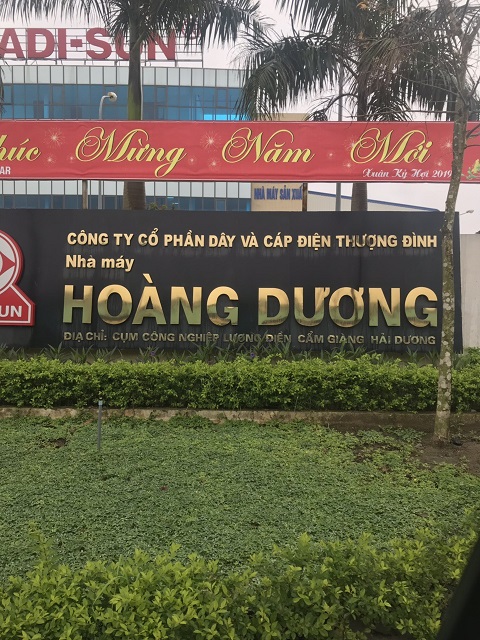 ADI-SUN
húc Mừng Năm Mới
AR
Xuân Kỷ Hợi 2019
NHÀ MÁY SẢN XUẤ
CÔNG TY CỔ PHẦN DÂY VÀ CÁP ĐIỆN THƯỢNG ĐÌNH
Nhà máy
HOÀNG DƯƠNG
UN
ĐỊA CHỈ: CỤM CÔNG NGHIỆP LƯƠNG ĐIỀN CẨM GIÀNG HẢI DƯƠNG